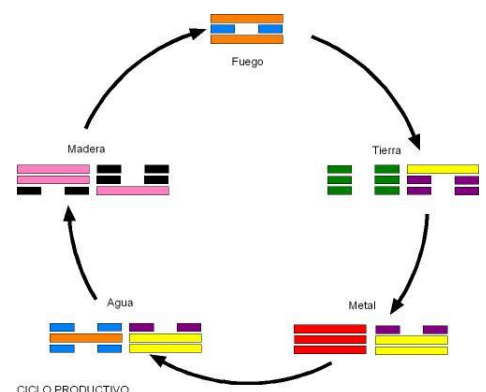 Fuego
Madera
Tierra
Agua
Metal
CICLO PRODUCTIVO